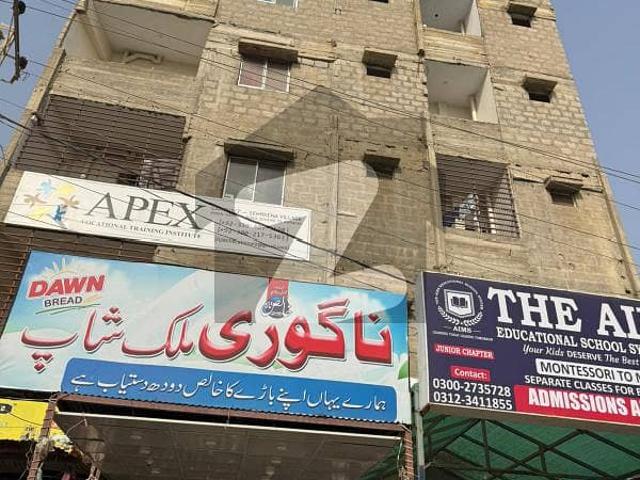 APEX
VOCATIONAL TRAINING INSTITUTE
DAWN
BREAD
ناگوری ملک شاپ
ہمارے یہاں اپنے باڑے کا خالص دودھ دستیاب ہے
AIMS
JUNIOR CHAPTER
Contact:
0300-2735728
0312-3411855
THE AI
EDUCATIONAL SCHOOL SY
Your Kids DESERVE The Best
MONTESSORI TO
SEPARATE CLASSES FOR
ADMISSIONS A